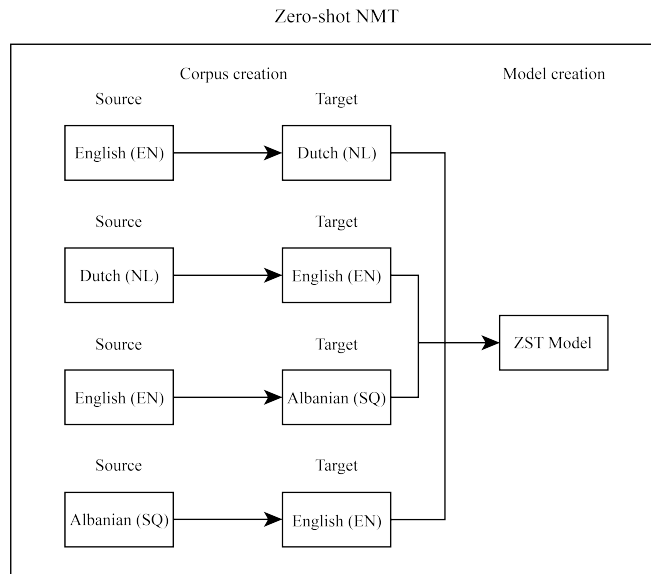 Zero-shot NMT
Corpus creation
Model creation
Source
Target
English (EN)
Dutch (NL)
Source
Target
Dutch (NL)
English (EN)
ZST Model
Source
Target
English (EN)
Albanian (SQ)
Source
Target
Albanian (SQ)
English (EN)